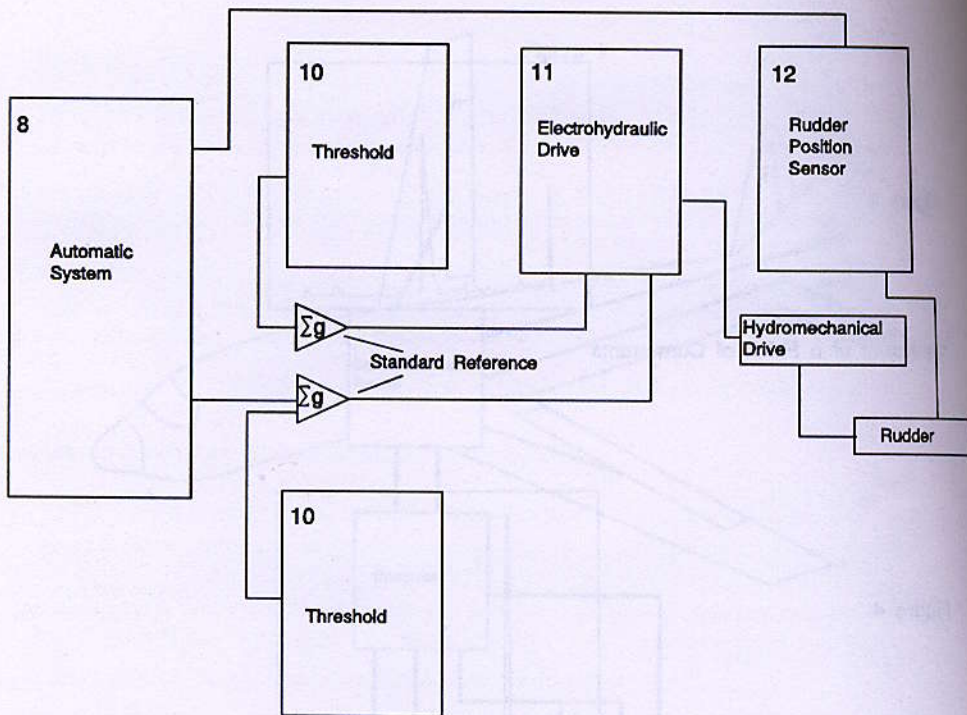 8
Automatic
System
10
Threshold
11
Electrohydraulic
Drive
12
Rudder
Position
Sensor
∑g
Standard Reference
∑g
Hydromechanical
Drive
Rudder
10
Threshold